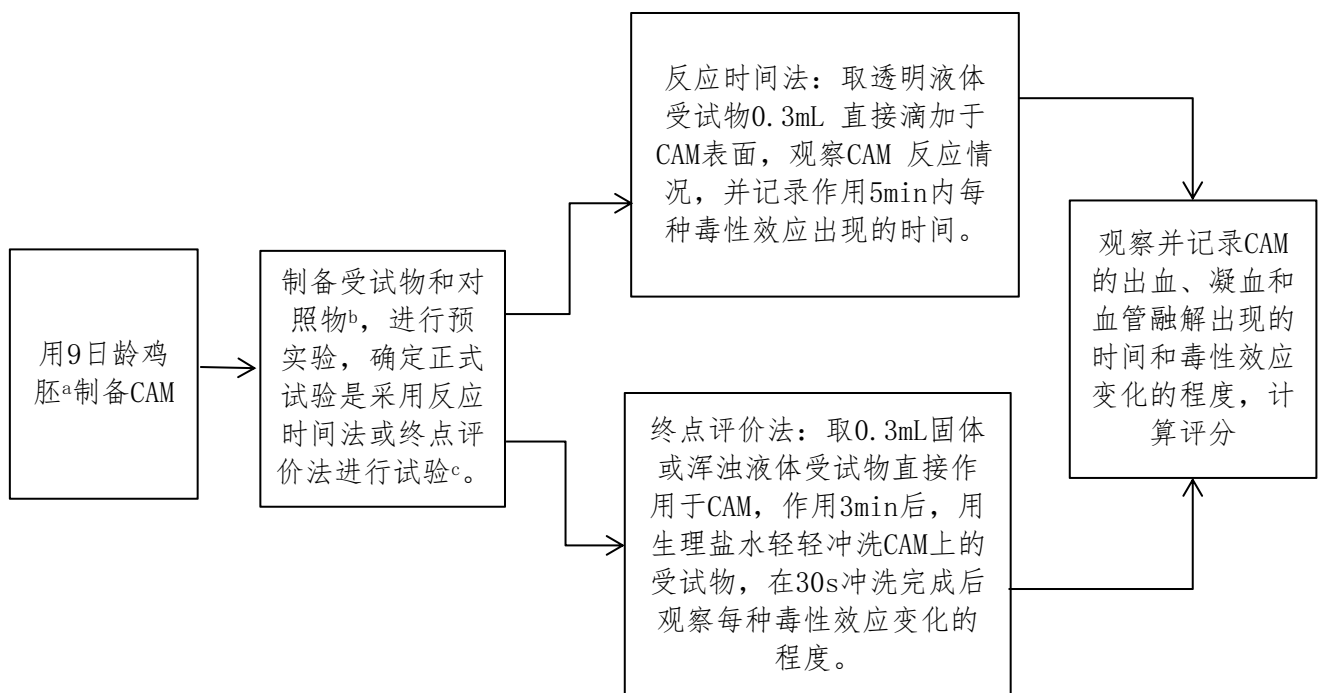 用9日龄鸡
胚ᵃ制备CAM
制备受试物和对
照物ᵇ，进行预
实验，确定正式
试验是采用反应
时间法或终点评
价法进行试验ᶜ。
反应时间法：取透明液体
受试物0.3mL 直接滴加于
CAM表面，观察CAM 反应情
况，并记录作用5min内每
种毒性效应出现的时间。
终点评价法：取0.3mL固体
或浑浊液体受试物直接作
用于CAM，作用3min后，用
生理盐水轻轻冲洗CAM上的
受试物，在30s冲洗完成后
观察每种毒性效应变化的
程度。
观察并记录CAM
的出血、凝血和
血管融解出现的
时间和毒性效应
变化的程度，计
算评分